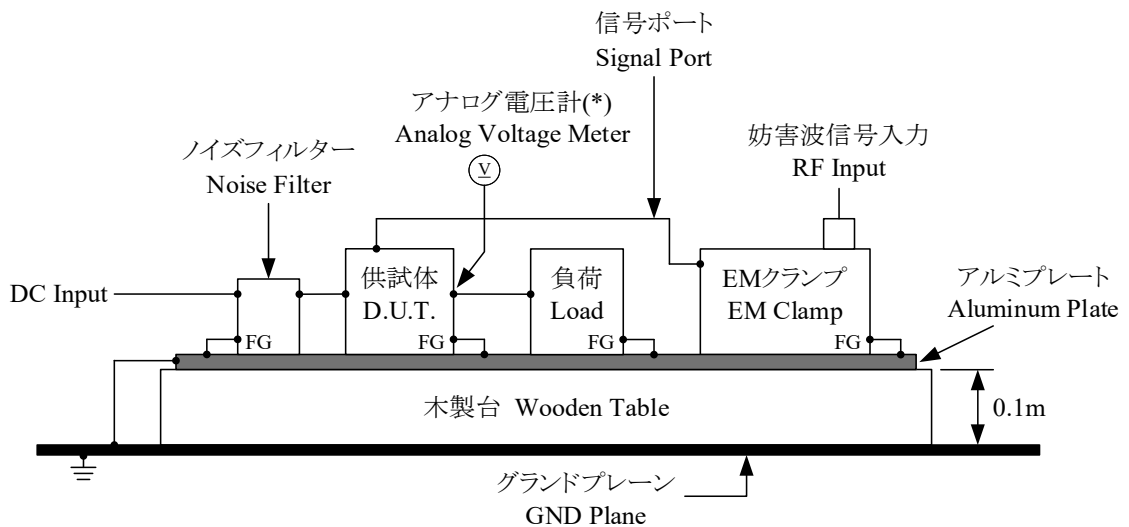 信号ポート
Signal Port
アナログ電圧計(*)
Analog Voltage Meter
V
妨害波信号入力
RF Input
ノイズフィルター
Noise Filter
DC Input
供試体
D.U.T.
負荷
Load
EMクランプ
EM Clamp
アルミプレート
Aluminum Plate
FG
FG
FG
FG
木製台 Wooden Table
0.1m
グランドプレーン
GND Plane